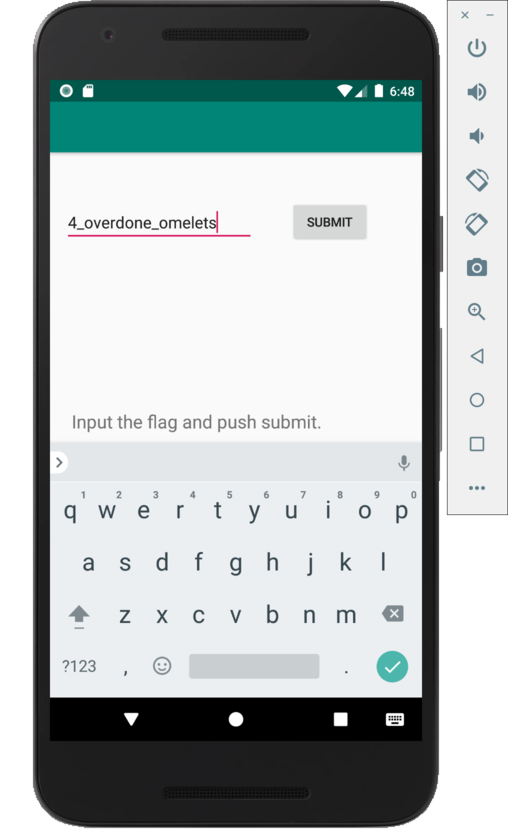 6:48
4_overdone_omelets
SUBMIT
Input the flag and push submit.
1 2 3 4 5 6 7 8 9 0
q w e r t y u i o p
a s d f g h j k l
z x c v b n m
?123 , .